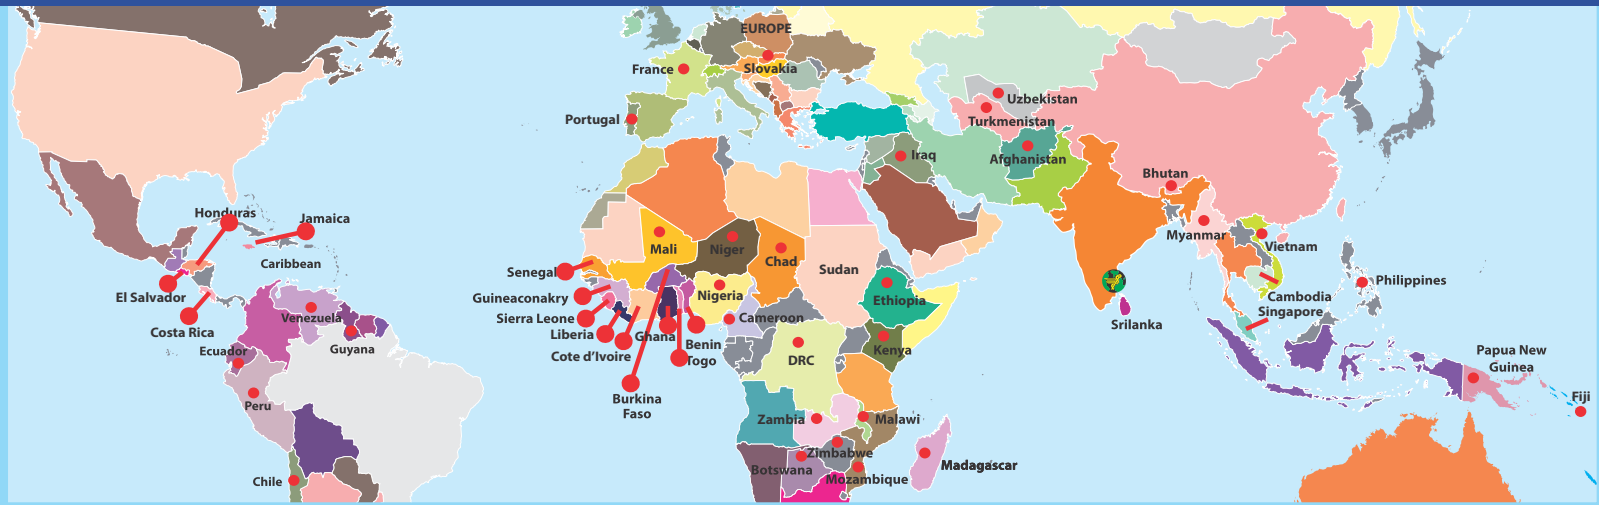 EUROPE
France
Slovakia
Portugal
Uzbekistan
Turkmenistan
Iraq
Afghanistan
Bhutan
Honduras
Jamaica
Caribbean
El Salvador
Costa Rica
Venezuela
Guyana
Ecuador
Peru
Chile
Mali
Niger
Chad
Sudan
Senegal
Guineaconakry
Sierra Leone
Liberia
Cote d’Ivoire
Ghana
Burkina
Faso
Benin
Togo
Nigeria
Cameroon
Ethiopia
Kenya
DRC
Zambia
Malawi
Zimbabwe
Botswana
Mozambique
Madagascar
Myanmar
Vietnam
Philippines
Cambodia
Singapore
Srilanka
Papua New
Guinea
Fiji